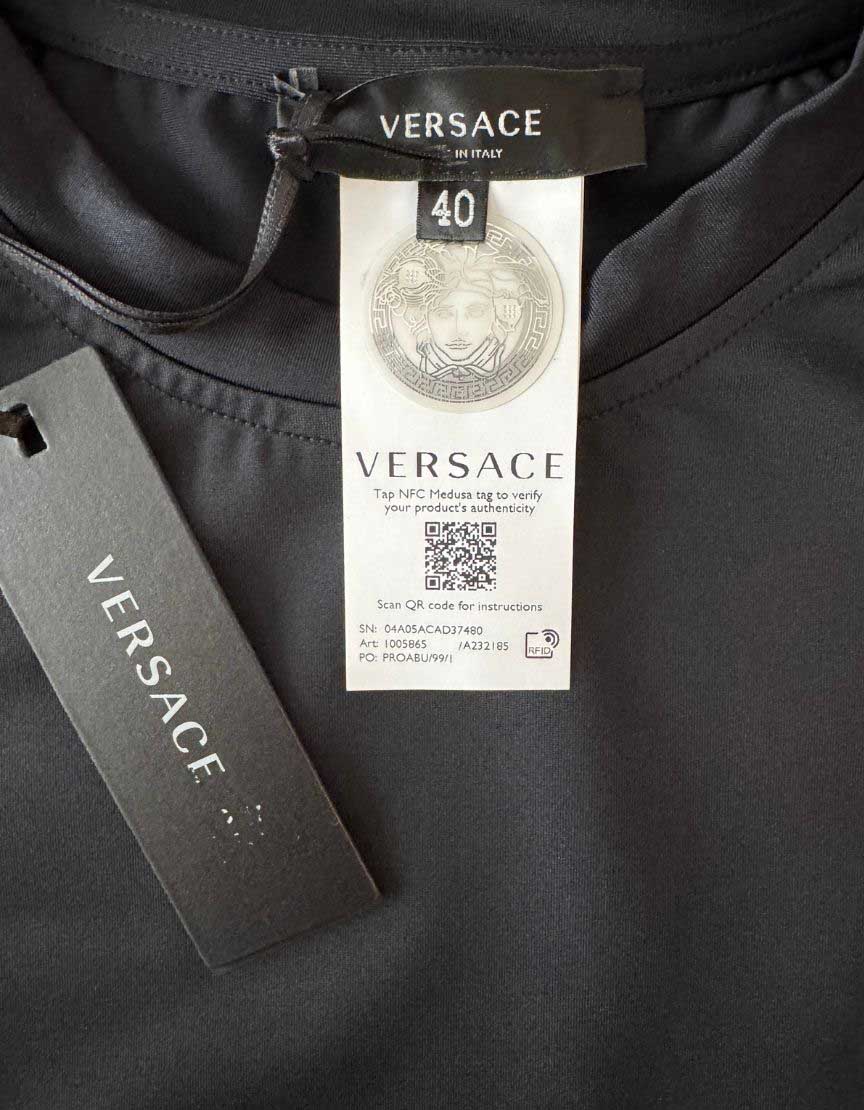 VERSACE
IN ITALY
40
VERSACE
Tap NFC Medusa tag to verify
your product's authenticity
Scan QR code for instructions
SN: 04A05ACAD37480
Art: 1005865 /A232185
PO: PROABU/99/1
RFID
VERSACE